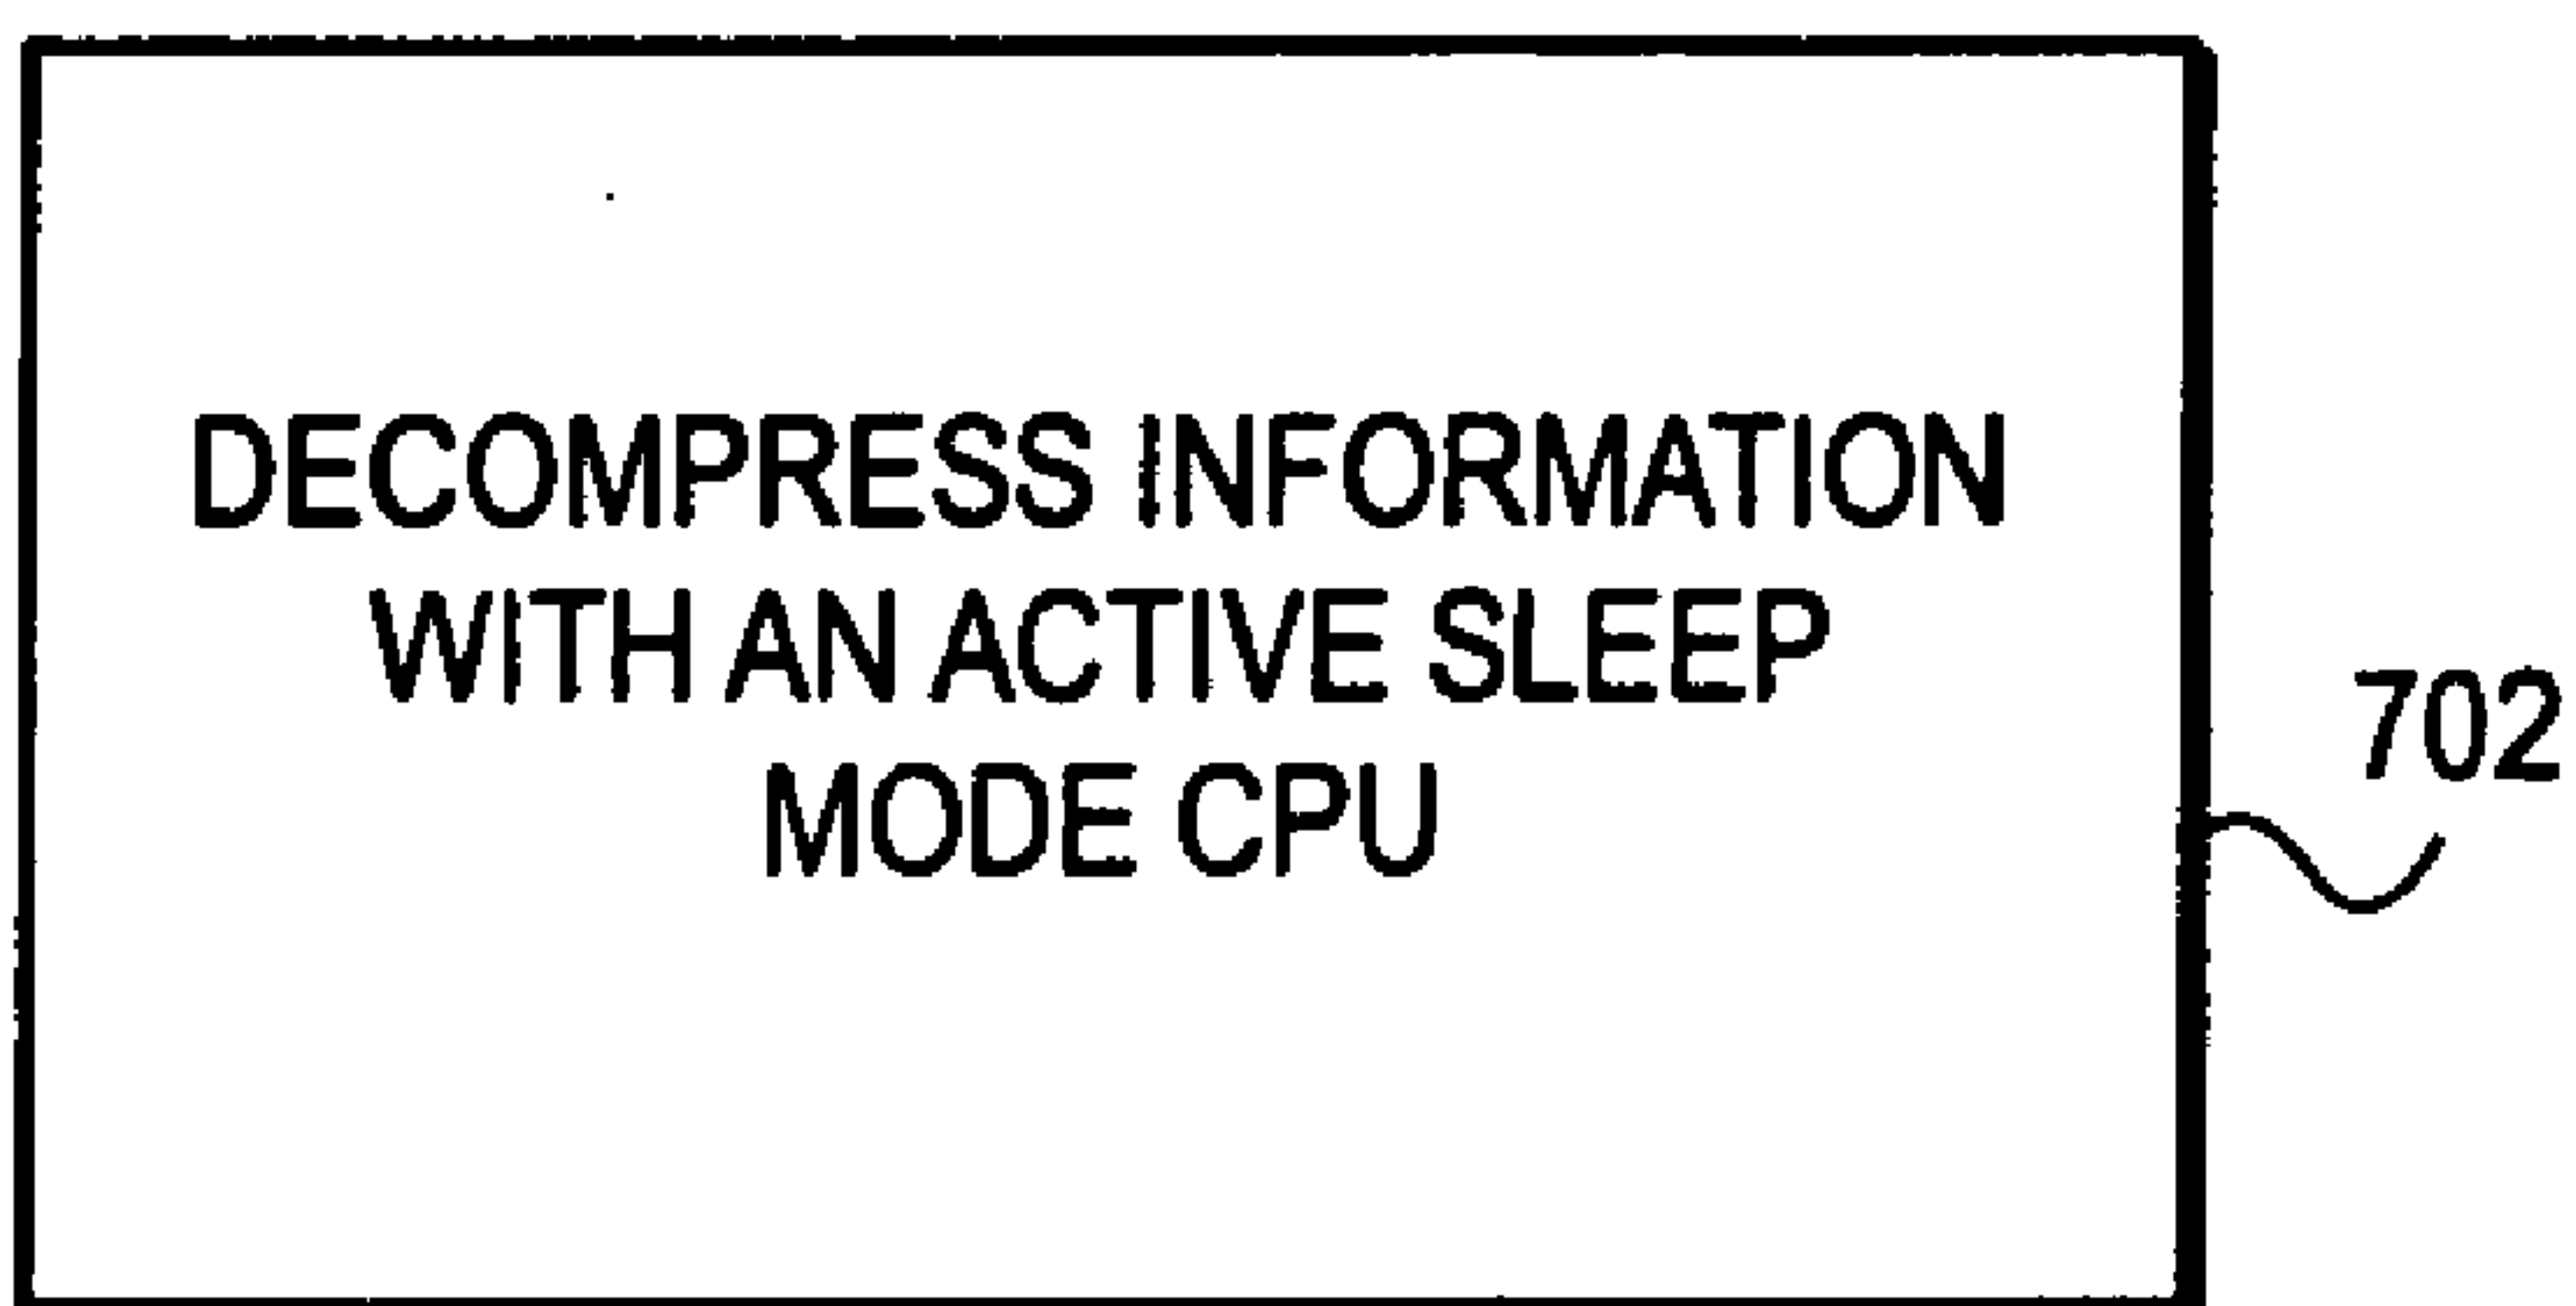 DECOMPRESS INFORMATION
WITH AN ACTIVE SLEEP
MODE CPU
702